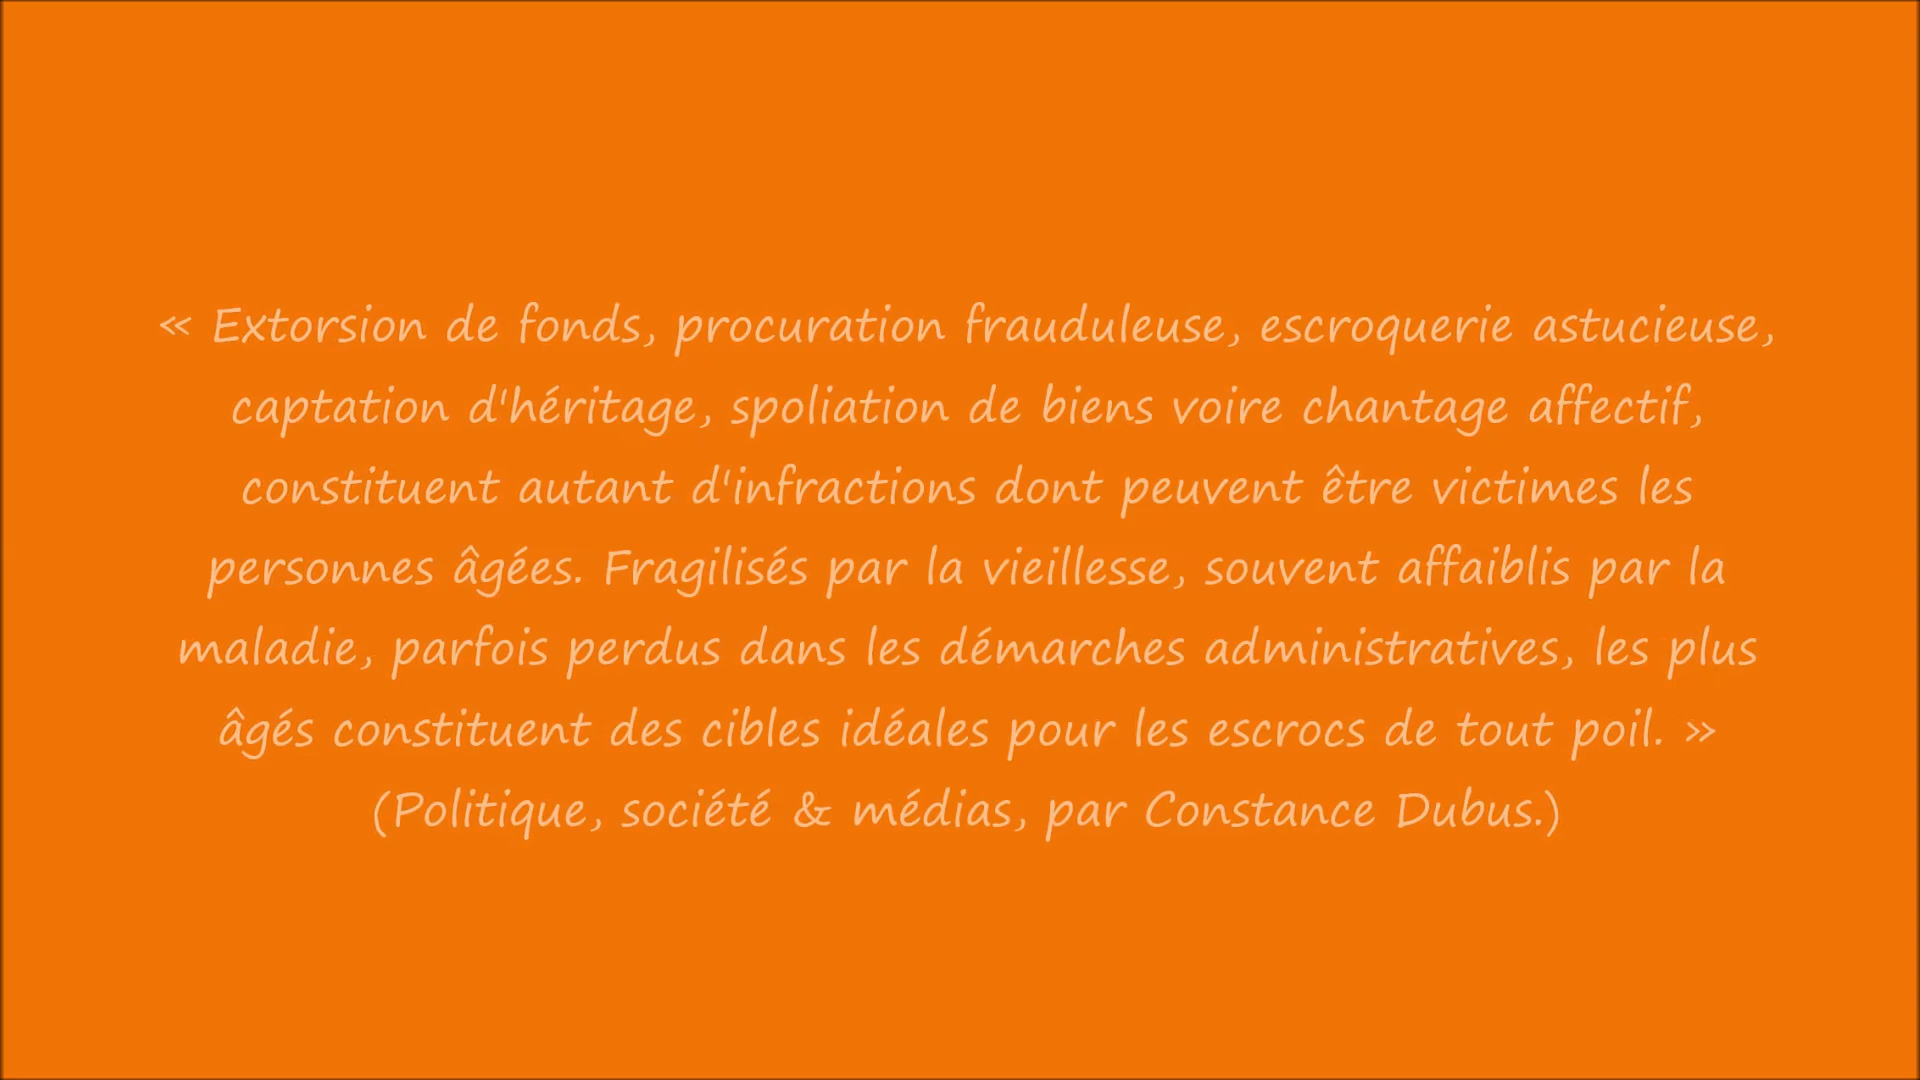 « Extorsion de fonds, procuration frauduleuse, escroquerie astucieuse,
captation d'héritage, spoliation de biens voire chantage affectif,
constituent autant d'infractions dont peuvent être victimes les
personnes âgées. Fragilisés par la vieillesse, souvent affaiblis par la
maladie, parfois perdus dans les démarches administratives, les plus
âgés constituent des cibles idéales pour les escrocs de tout poil. »
(Politique, société & médias, par Constance Dubus.)